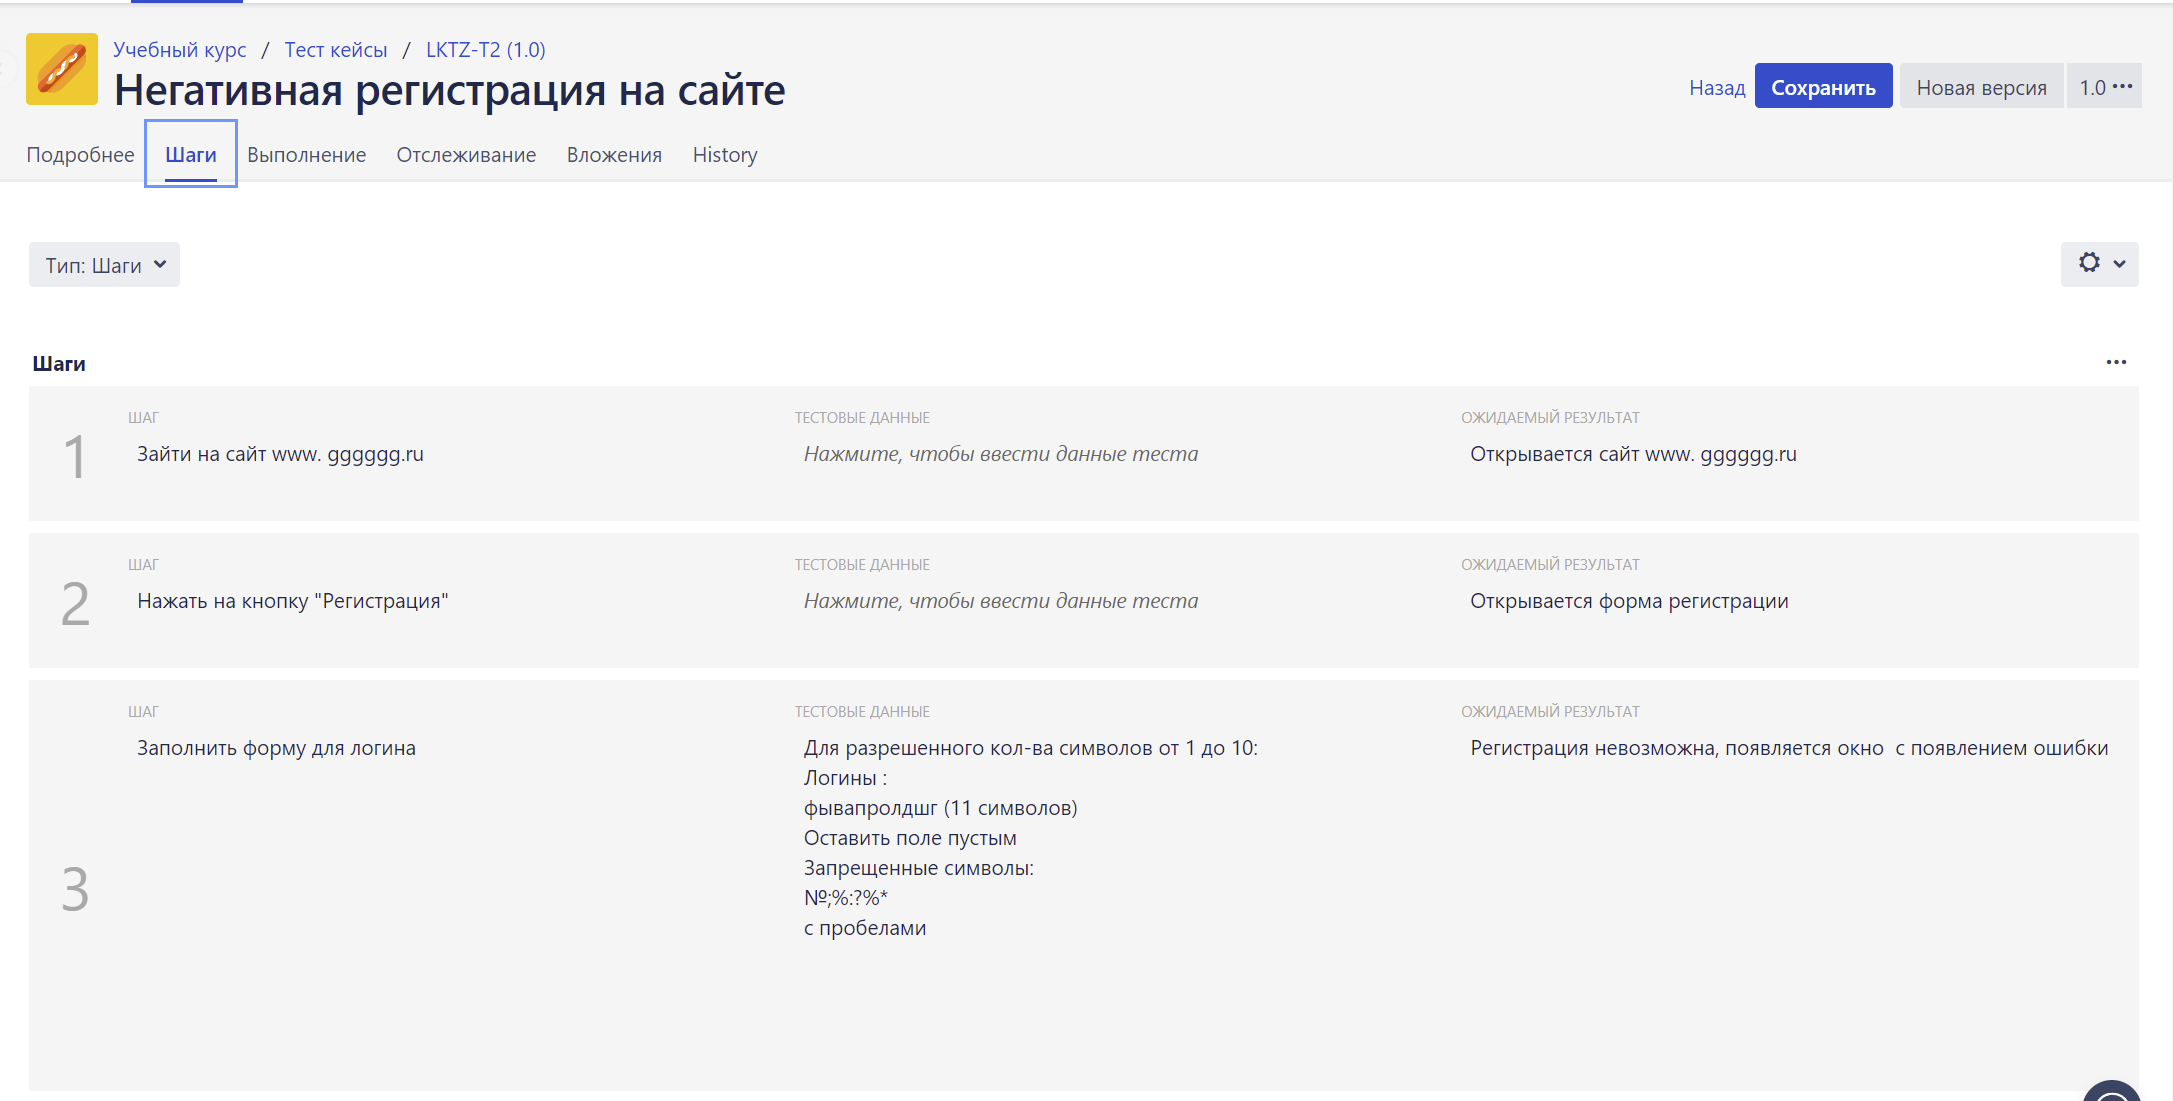 Учебный курс / Тест кейсы / LKTZ-T2 (1.0)
Негативная регистрация на сайте
Назад Сохранить Новая версия 1.0 ···
Подробнее Шаги Выполнение Отслеживание Вложения History
Тип: Шаги
Шаги ···
ШАГ ТЕСТОВЫЕ ДАННЫЕ ОЖИДАЕМЫЙ РЕЗУЛЬТАТ
1 Зайти на сайт www. gggggg.ru Нажмите, чтобы ввести данные теста Открывается сайт www. gggggg.ru
ШАГ ТЕСТОВЫЕ ДАННЫЕ ОЖИДАЕМЫЙ РЕЗУЛЬТАТ
2 Нажать на кнопку "Регистрация" Нажмите, чтобы ввести данные теста Открывается форма регистрации
ШАГ ТЕСТОВЫЕ ДАННЫЕ ОЖИДАЕМЫЙ РЕЗУЛЬТАТ
Заполнить форму для логина Для разрешенного кол-ва символов от 1 до 10: Регистрация невозможна, появляется окно с появлением ошибки
Логины :
фывапролдшг (11 символов)
Оставить поле пустым
Запрещенные символы:
3 №;%:?%*
с пробелами